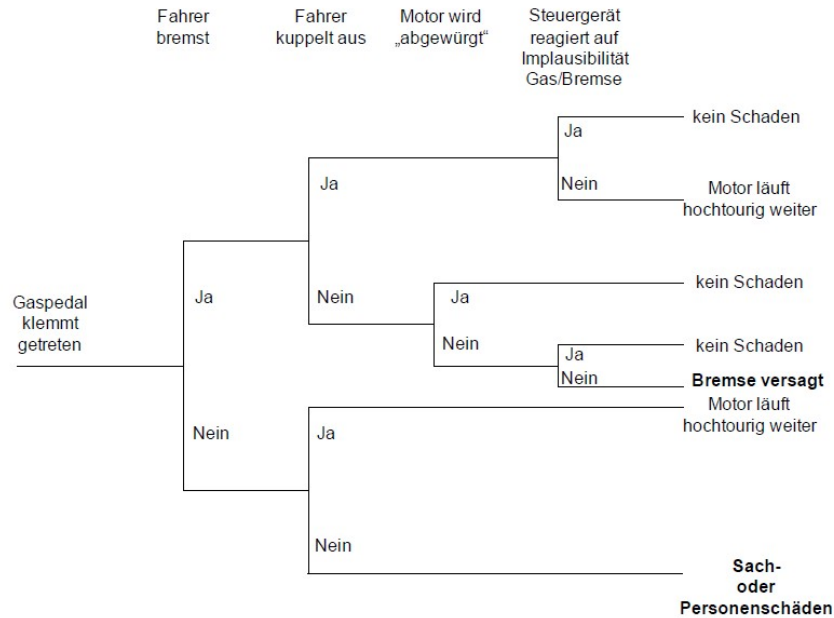 Fahrer
bremst
Fahrer
kuppelt aus
Motor wird
„abgewürgt“
Steuergerät
reagiert auf
Implausibilität
Gas/Bremse
kein Schaden
Ja
Nein
Motor läuft
hochtourig weiter
Ja
kein Schaden
Ja
Nein
Ja
Gaspedal
klemmt
getreten
Nein
kein Schaden
Ja
Nein
Bremse versagt
Motor läuft
hochtourig weiter
Nein
Ja
Nein
Sach-
oder
Personenschäden